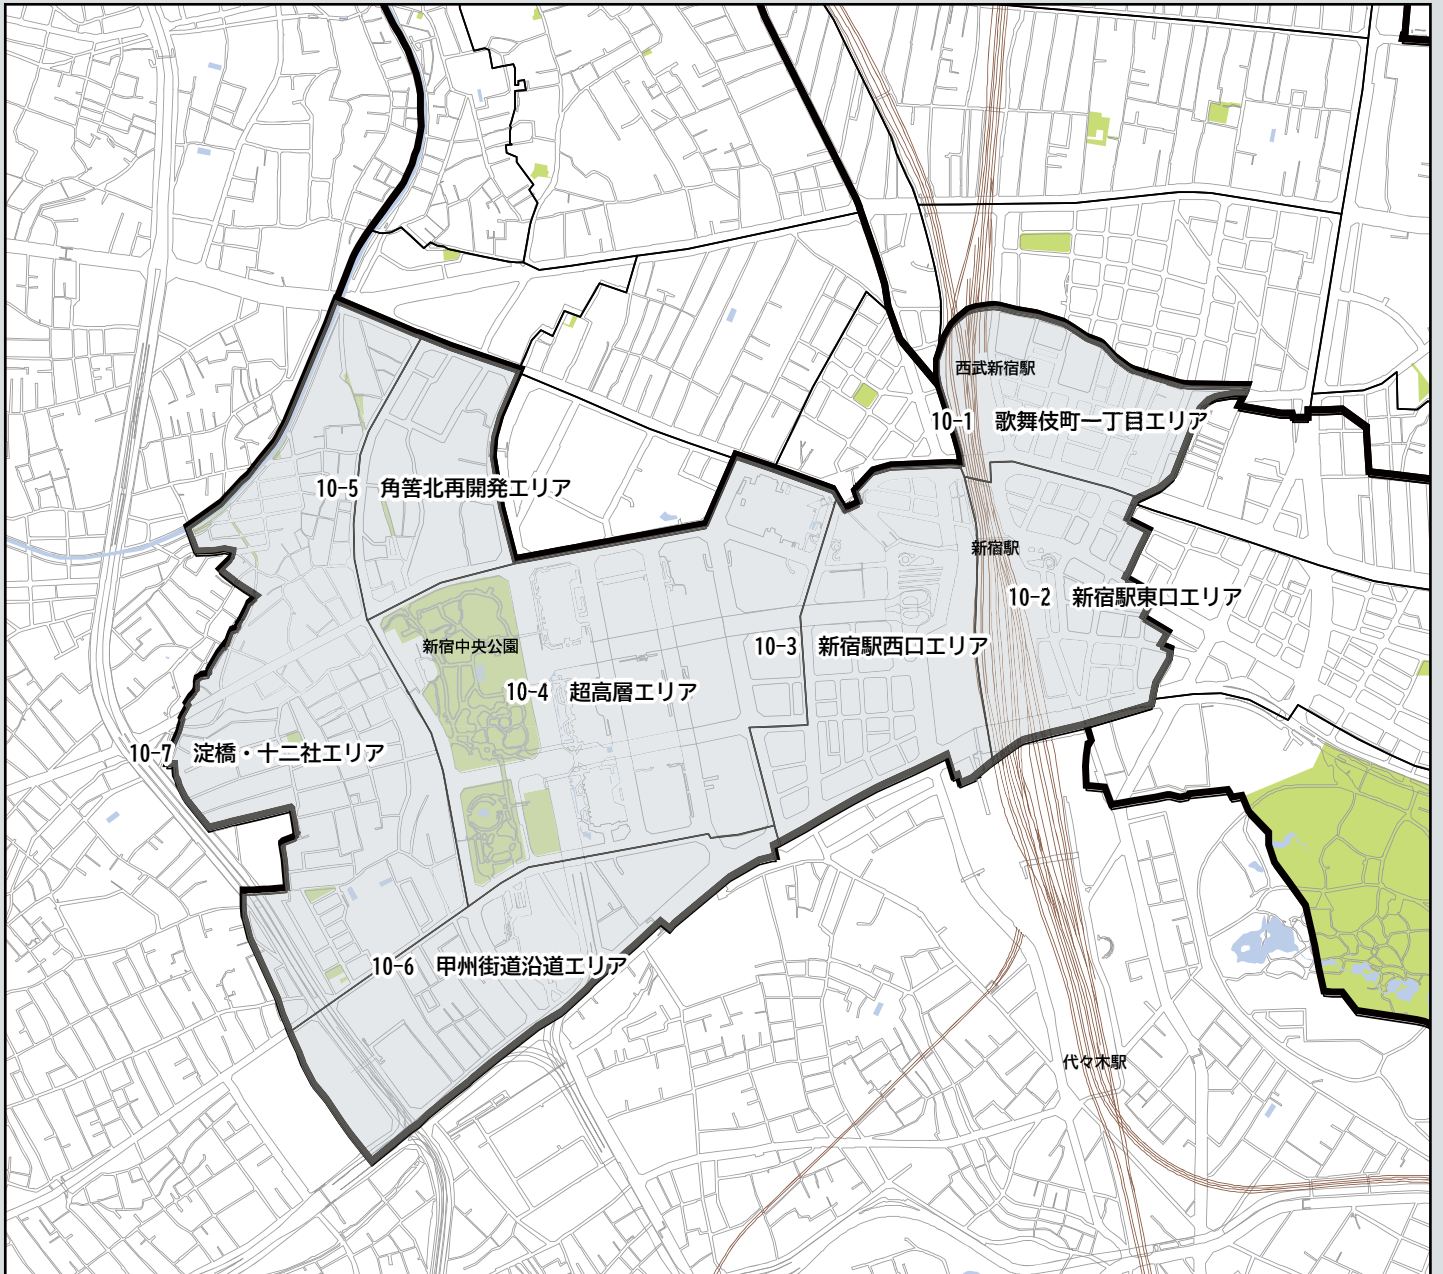 西武新宿駅
10-1 歌舞伎町一丁目エリア
10-5 角筈北再開発エリア
新宿駅
10-2 新宿駅東口エリア
新宿中央公園
10-3 新宿駅西口エリア
10-4 超高層エリア
10-7 淀橋・十二社エリア
10-6 甲州街道沿道エリア
代々木駅